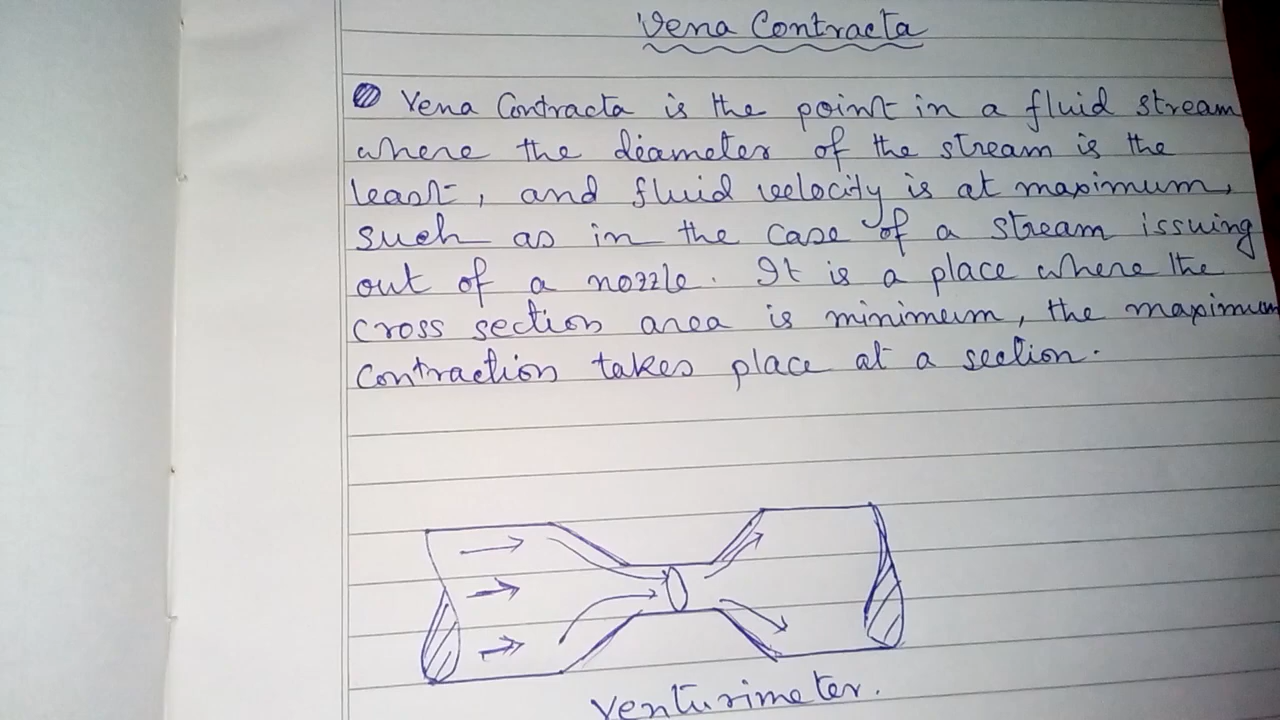 Vena Contracta
Vena Contracta is the point in a fluid stream
where the diameter of the stream is the
least, and fluid velocity is at maximum,
such as in the case of a stream issuing
out of a nozzle. It is a place where the
cross section area is minimum, the maximum
contraction takes place at a section.
Venturimeter.